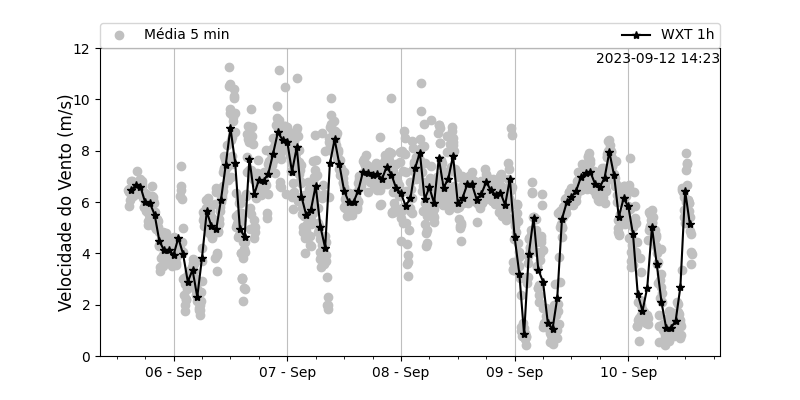 Média 5 min
WXT 1h
2023-09-12 14:23
Velocidade do Vento (m/s)
12
10
8
6
4
2
0
06 - Sep
07 - Sep
08 - Sep
09 - Sep
10 - Sep